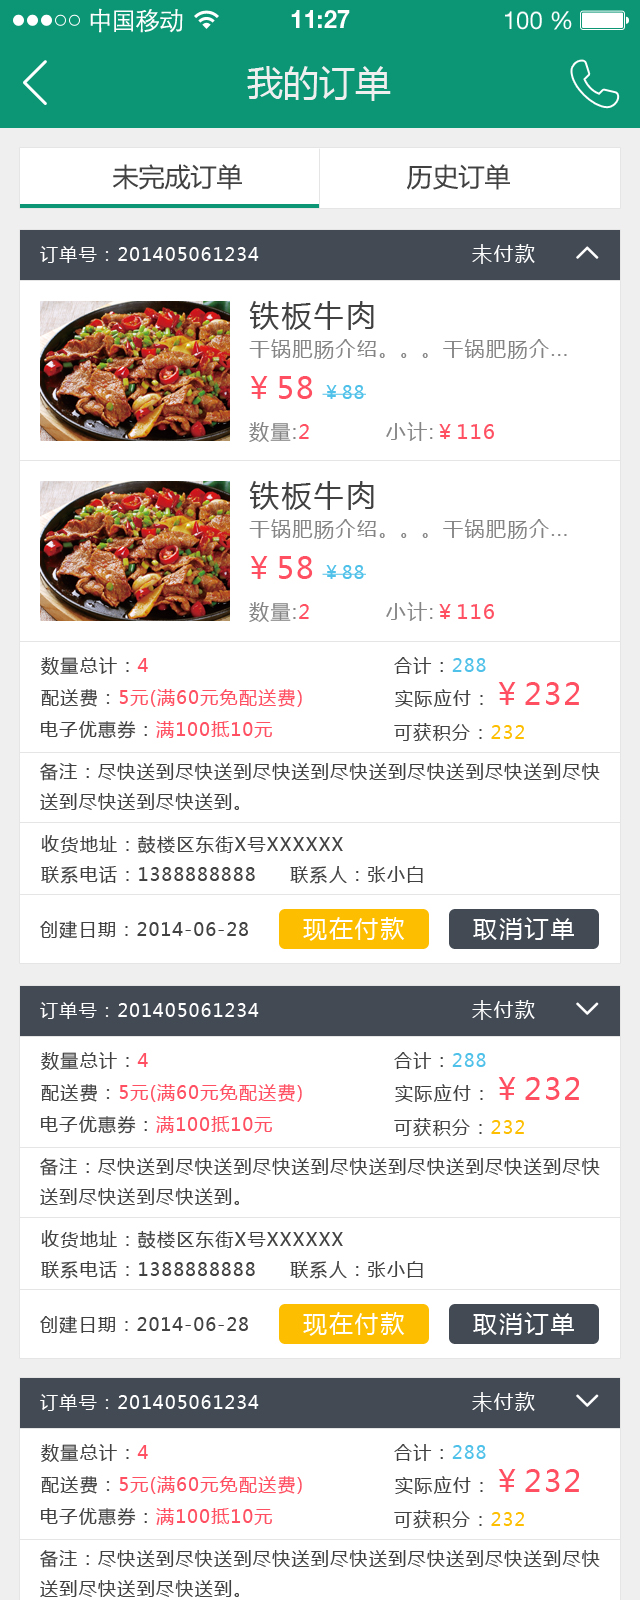 中国移动 11:27 100 %
我的订单
未完成订单 历史订单
订单号：201405061234 未付款
铁板牛肉
干锅肥肠介绍。。。干锅肥肠介...
￥58 ￥88
数量:2 小计:￥116
铁板牛肉
干锅肥肠介绍。。。干锅肥肠介...
￥58 ￥88
数量:2 小计:￥116
数量总计：4 合计：288
配送费：5元(满60元免配送费) 实际应付：￥232
电子优惠券：满100抵10元 可获积分：232
备注：尽快送到尽快送到尽快送到尽快送到尽快送到尽快送到尽快
送到尽快送到尽快送到。
收货地址：鼓楼区东街X号XXXXXX
联系电话：1388888888 联系人：张小白
创建日期：2014-06-28 现在付款 取消订单
订单号：201405061234 未付款
数量总计：4 合计：288
配送费：5元(满60元免配送费) 实际应付：￥232
电子优惠券：满100抵10元 可获积分：232
备注：尽快送到尽快送到尽快送到尽快送到尽快送到尽快送到尽快
送到尽快送到尽快送到。
收货地址：鼓楼区东街X号XXXXXX
联系电话：1388888888 联系人：张小白
创建日期：2014-06-28 现在付款 取消订单
订单号：201405061234 未付款
数量总计：4 合计：288
配送费：5元(满60元免配送费) 实际应付：￥232
电子优惠券：满100抵10元 可获积分：232
备注：尽快送到尽快送到尽快送到尽快送到尽快送到尽快送到尽快
送到尽快送到尽快送到。